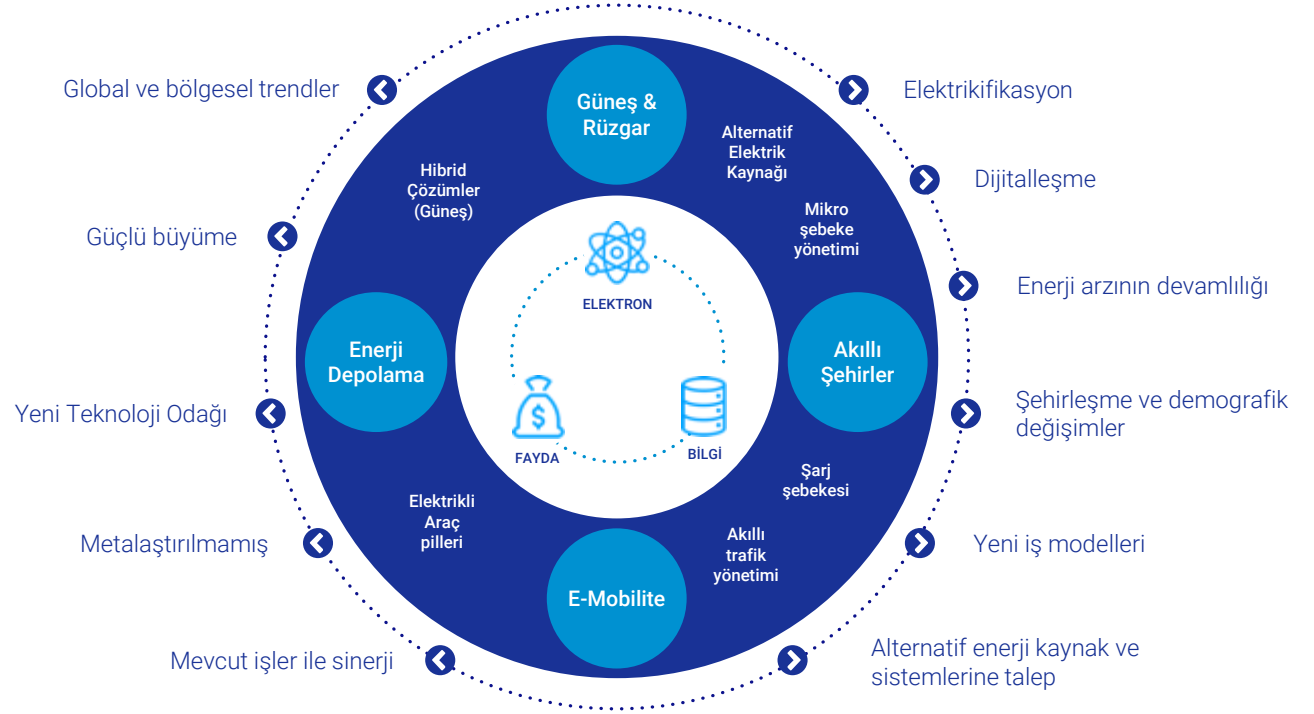 Global ve bölgesel trendler
Güçlü büyüme
Yeni Teknoloji Odağı
Metalaştırılmamış
Mevcut işler ile sinerji
Güneş &
Rüzgar
Alternatif
Elektrik
Kaynağı
Mikro
şebeke
yönetimi
Akıllı
Şehirler
Şarj
şebekesi
Akıllı
trafik
yönetimi
E-Mobilite
Elektrikli
Araç
pilleri
Enerji
Depolama
Hibrid
Çözümler
(Güneş)
ELEKTRON
$
FAYDA
BİLGİ
Elektrikifikasyon
Dijitalleşme
Enerji arzının devamlılığı
Şehirleşme ve demografik
değişimler
Yeni iş modelleri
Alternatif enerji kaynak ve
sistemlerine talep